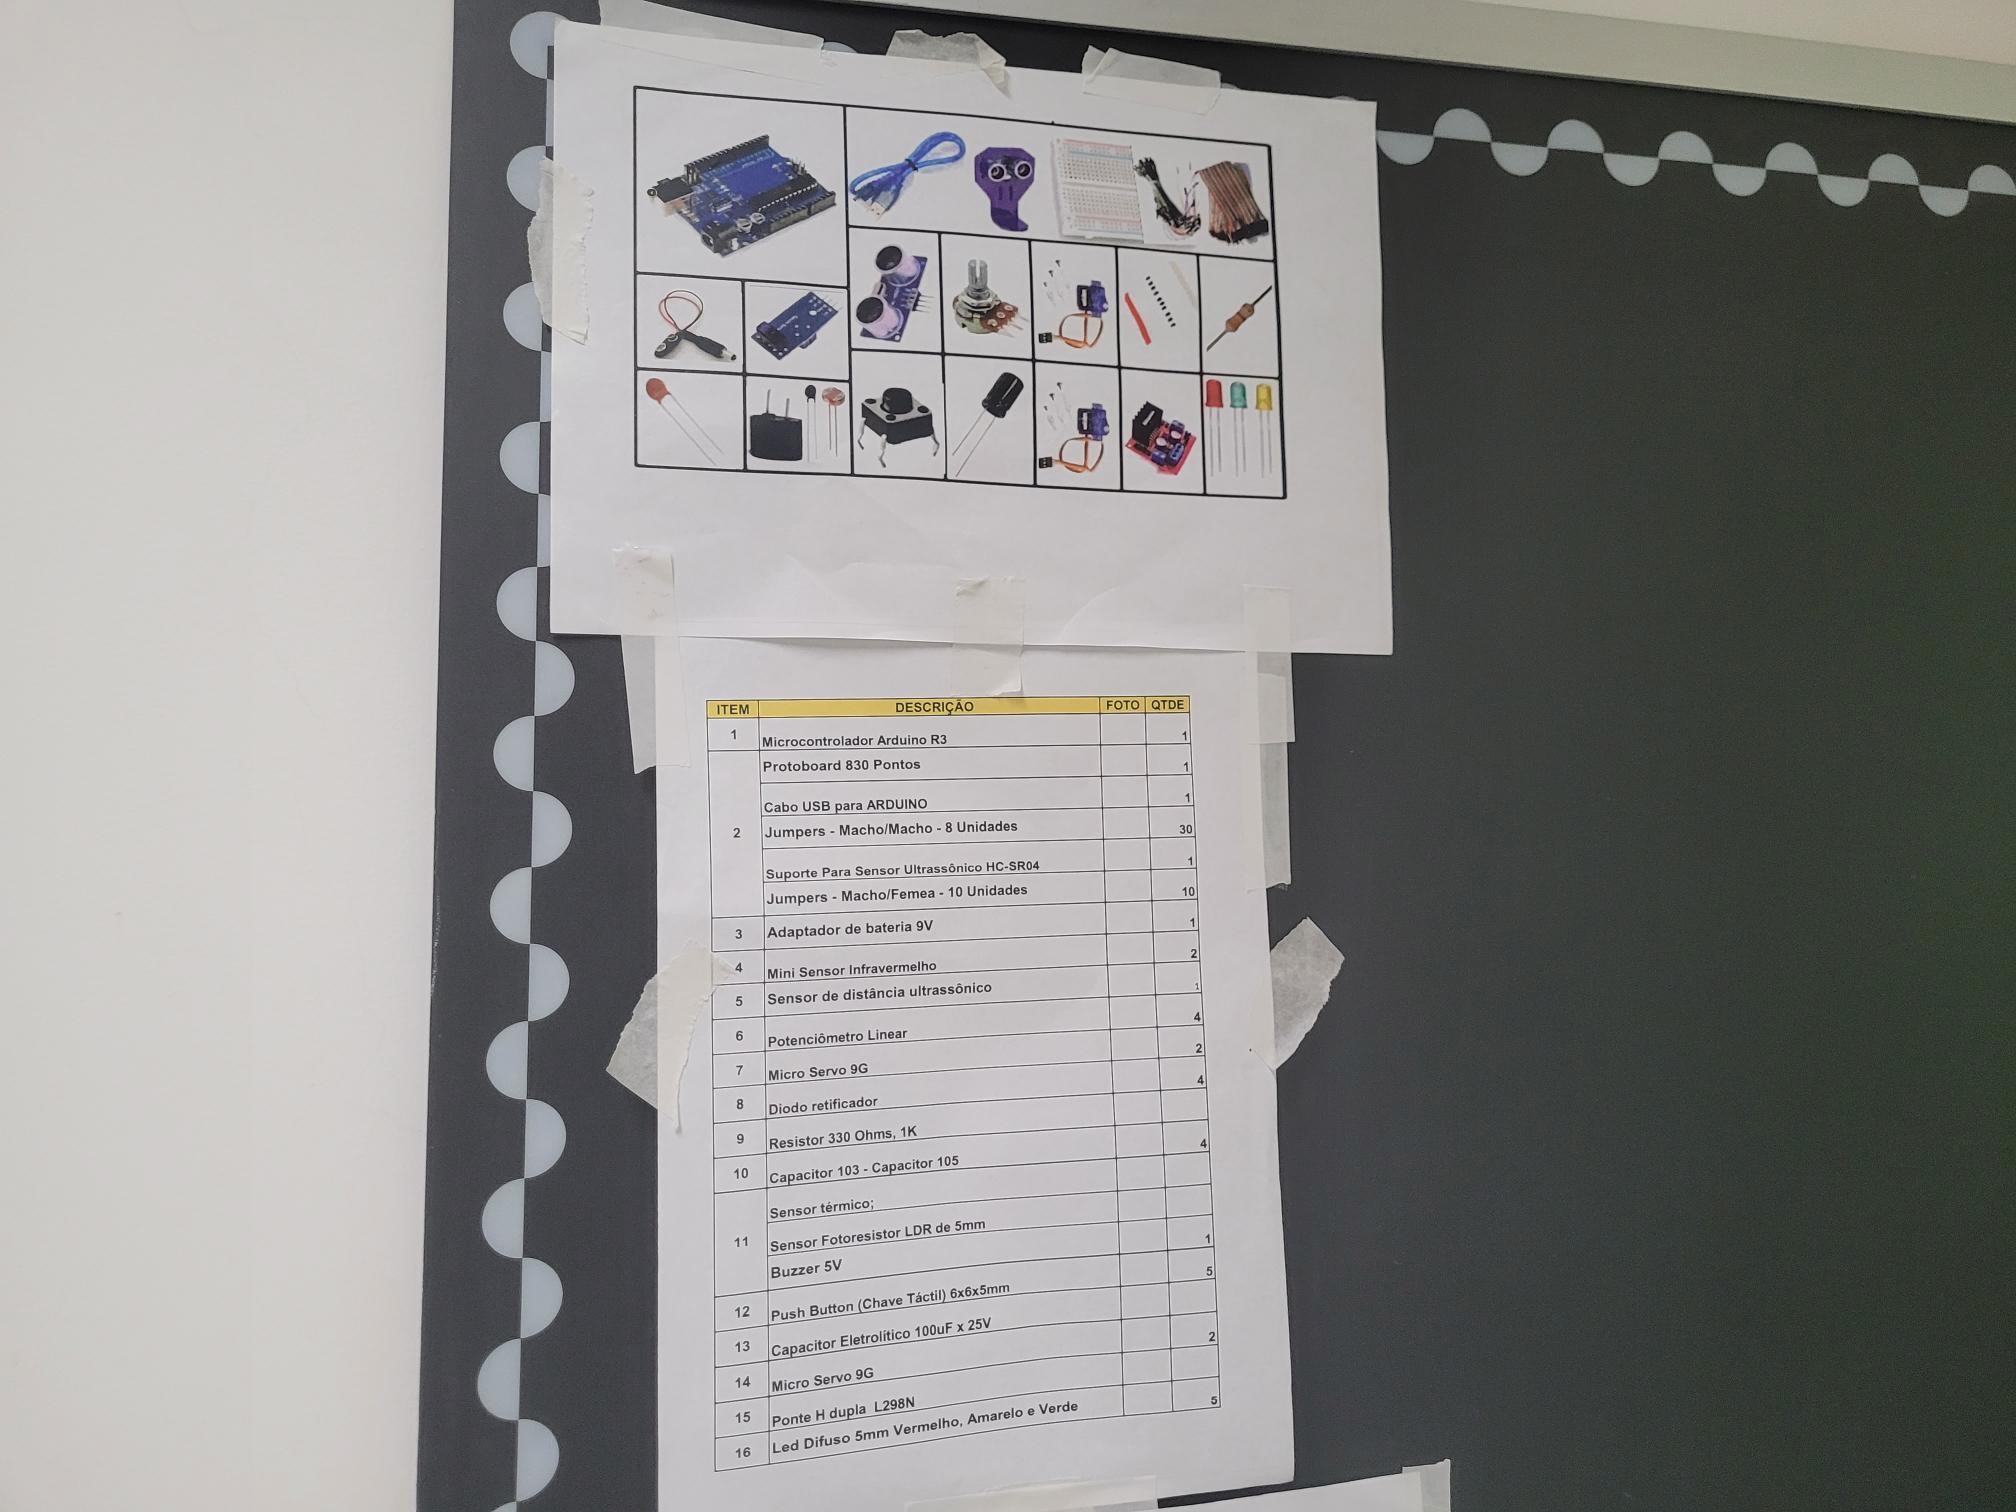 ITEM DESCRIÇÃO FOTO QTDE
1 Microcontrolador Arduino R3 1
2 Protoboard 830 Pontos 1
Cabo USB para ARDUINO 1
Jumpers - Macho/Macho - 8 Unidades 30
Suporte Para Sensor Ultrassônico HC-SR04 1
Jumpers - Macho/Femea - 10 Unidades 10
3 Adaptador de bateria 9V 1
4 Mini Sensor Infravermelho 2
5 Sensor de distância ultrassônico 1
6 Potenciômetro Linear 4
7 Micro Servo 9G 2
8 Diodo retificador 4
9 Resistor 330 Ohms, 1K
10 Capacitor 103 - Capacitor 105 4
11 Sensor térmico;
Sensor Fotoresistor LDR de 5mm
Buzzer 5V 1
12 Push Button (Chave Táctil) 6x6x5mm 5
13 Capacitor Eletrolítico 100uF x 25V
14 Micro Servo 9G 2
15 Ponte H dupla L298N
16 Led Difuso 5mm Vermelho, Amarelo e Verde 5